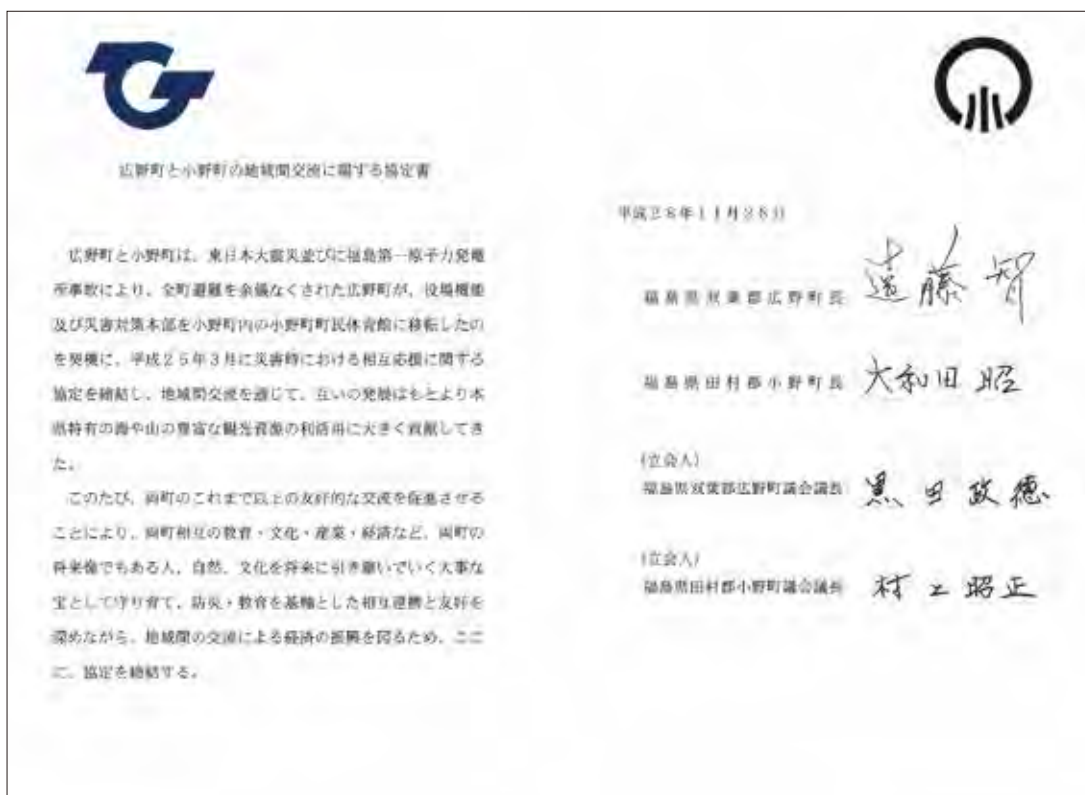 広野町と小野町の地域間交流に関する協定書
広野町と小野町は、東日本大震災並びに福島第一原子力発電
所事故により、全町避難を余儀なくされた広野町が、役場機能
及び災害対策本部を小野町内の小野町町民体育館に移転したの
を契機に、平成25年3月に災害時における相互応援に関する
協定を締結し、地域間交流を通じて、互いの発展はもとより本
県特有の海や山の豊富な観光資源の利活用に大きく貢献してき
た。
このたび、両町のこれまで以上の友好的な交流を促進させる
ことにより、両町相互の教育・文化・産業・経済など、両町の
将来像でもある人、自然、文化を将来に引き継いでいく大事な
宝として守り育て、防災・教育を基軸とした相互連携と友好を
深めながら、地域間の交流による経済の振興を図るため、ここ
に、協定を締結する。
小
平成28年11月26日
福島県双葉郡広野町長 遠藤智
福島県田村郡小野町長 大和田昭
(立会人)
福島県双葉郡広野町議会議長 黒田政徳
(立会人)
福島県田村郡小野町議会議長 村上昭正